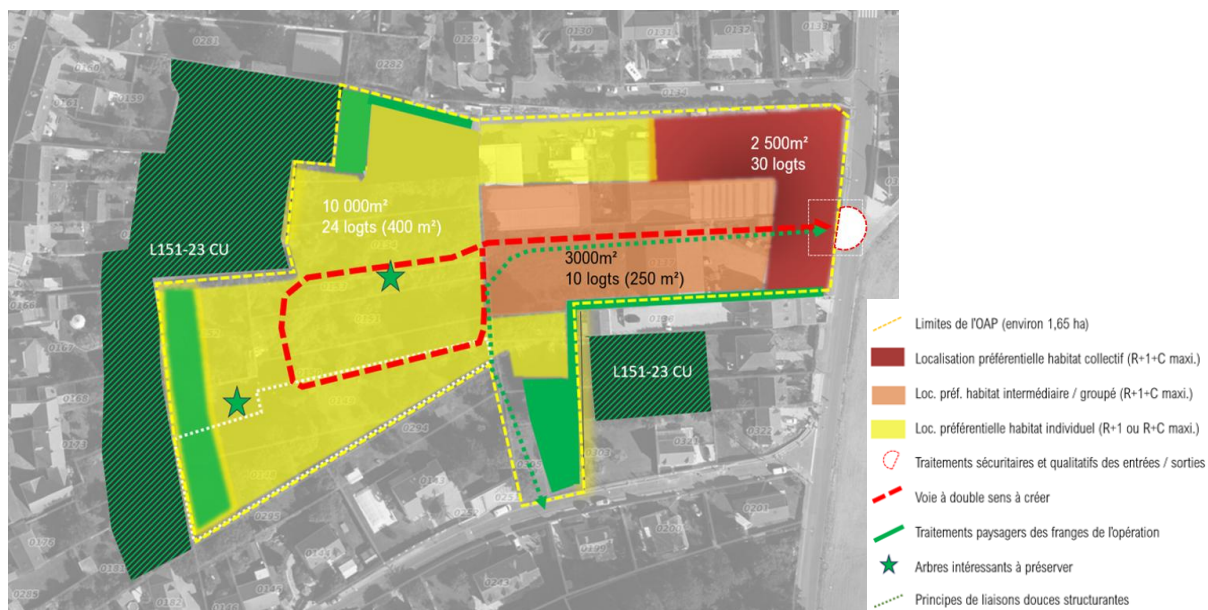 2 500m²
30 logts
10 000m²
24 logts (400 m²)
L151-23 CU
3000m²
10 logts (250 m²)
L151-23 CU
Limites de l'OAP (environ 1,65 ha)
Localisation préférentielle habitat collectif (R+1+C maxi.)
Loc. préf. habitat intermédiaire / groupé (R+1+C maxi.)
Loc. préférentielle habitat individuel (R+1 ou R+C maxi.)
Traitements sécuritaires et qualitatifs des entrées / sorties
Voie à double sens à créer
Traitements paysagers des franges de l'opération
Arbres intéressants à préserver
Principes de liaisons douces structurantes